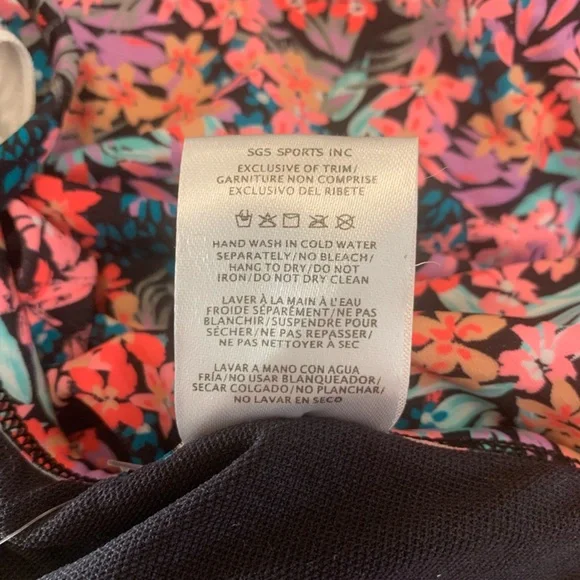 SGS SPORTS INC
EXCLUSIVE OF TRIM/
GARNITURE NON COMPRISE
EXCLUSIVO DEL RIBETE
HAND WASH IN COLD WATER
SEPARATELY/NO BLEACH/
HANG TO DRY/DO NOT
IRON/DO NOT DRY CLEAN
LAVER À LA MAIN À L'EAU
FROIDE SÉPARÉMENT/NE PAS
BLANCHIR/SUSPENDRE POUR
SÉCHER/NE PAS REPASSER/
NE PAS NETTOYER À SEC
LAVAR A MANO CON AGUA
FRÍA/NO USAR BLANQUEADOR/
SECAR COLGADO/NO PLANCHAR/
NO LAVAR EN SECO